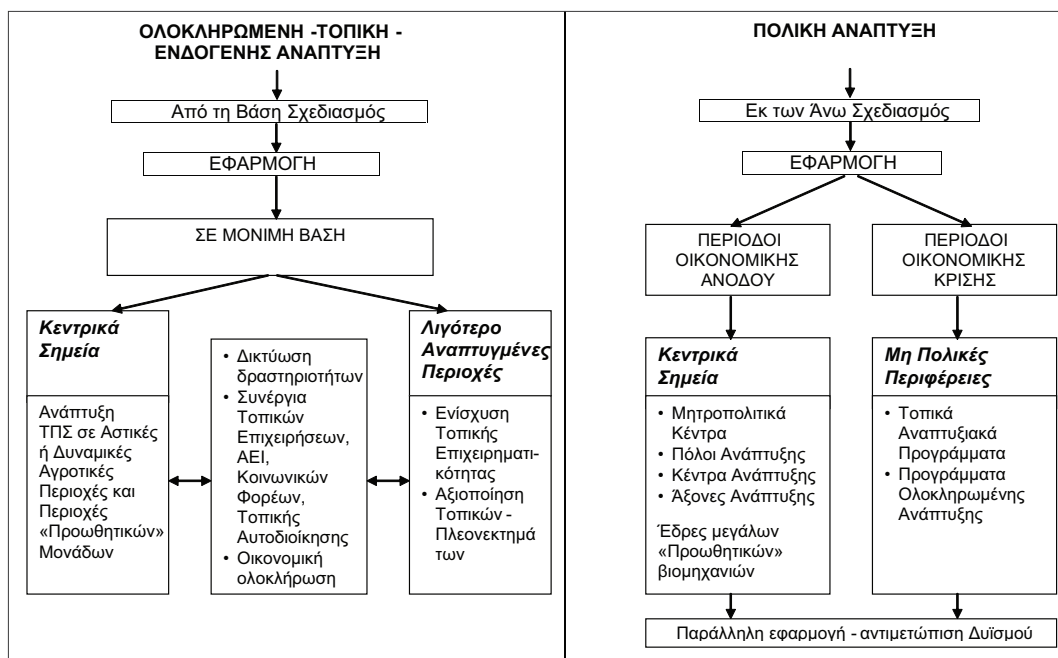 ΟΛΟΚΛΗΡΩΜΕΝΗ -ΤΟΠΙΚΗ -
ΕΝΔΟΓΕΝΗΣ ΑΝΑΠΤΥΞΗ
Από τη Βάση Σχεδιασμός
ΕΦΑΡΜΟΓΗ
ΣΕ ΜΟΝΙΜΗ ΒΑΣΗ
Κεντρικά
Σημεία
Ανάπτυξη
ΤΠΣ σε Αστικές
ή Δυναμικές
Αγροτικές
Περιοχές και
Περιοχές
«Προωθητικών»
Μονάδων
• Δικτύωση
δραστηριοτήτων
• Συνέργια
Τοπικών
Επιχειρήσεων,
ΑΕΙ,
Κοινωνικών
Φορέων,
Τοπικής
Αυτοδιοίκησης
• Οικονομική
ολοκλήρωση
Λιγότερο
Αναπτυγμένες
Περιοχές
• Ενίσχυση
Τοπικής
Επιχειρηματι-
κότητας
• Αξιοποίηση
Τοπικών -
Πλεονεκτημά
των
ΠΟΛΙΚΗ ΑΝΑΠΤΥΞΗ
Εκ των Άνω Σχεδιασμός
ΕΦΑΡΜΟΓΗ
ΠΕΡΙΟΔΟΙ
ΟΙΚΟΝΟΜΙΚΗΣ
ΑΝΟΔΟΥ
ΠΕΡΙΟΔΟΙ
ΟΙΚΟΝΟΜΙΚΗΣ
ΚΡΙΣΗΣ
Κεντρικά
Σημεία
• Μητροπολιτικά
Κέντρα
• Πόλοι Ανάπτυξης
• Κέντρα Ανάπτυξης
• Άξονες Ανάπτυξης
Έδρες μεγάλων
«Προωθητικών»
βιομηχανιών
Μη Πολικές
Περιφέρειες
• Τοπικά
Αναπτυξιακά
Προγράμματα
• Προγράμματα
Ολοκληρωμένης
Ανάπτυξης
Παράλληλη εφαρμογή - αντιμετώπιση Δυϊσμού